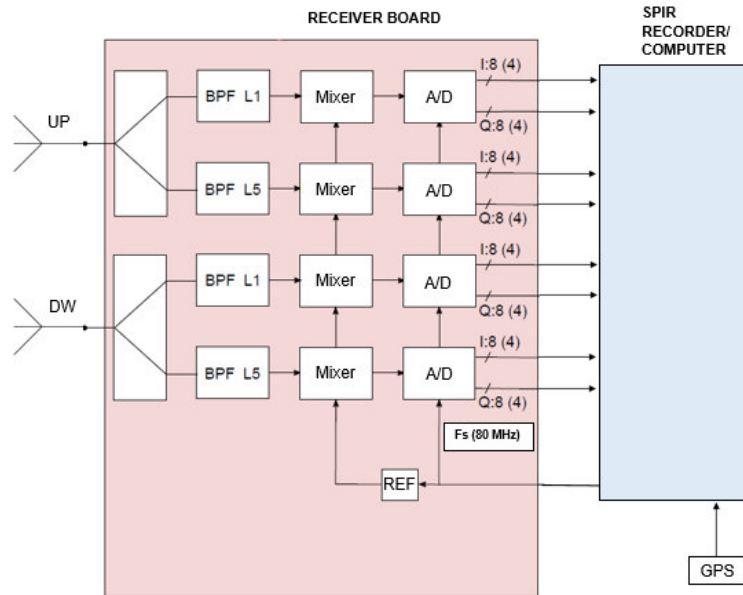 RECEIVER BOARD
SPIR
RECORDER/
COMPUTER
UP
BPF L1
Mixer
A/D
I:8 (4)
Q:8 (4)
BPF L5
Mixer
A/D
I:8 (4)
Q:8 (4)
DW
BPF L1
Mixer
A/D
I:8 (4)
Q:8 (4)
BPF L5
Mixer
A/D
I:8 (4)
Q:8 (4)
Fs (80 MHz)
REF
GPS